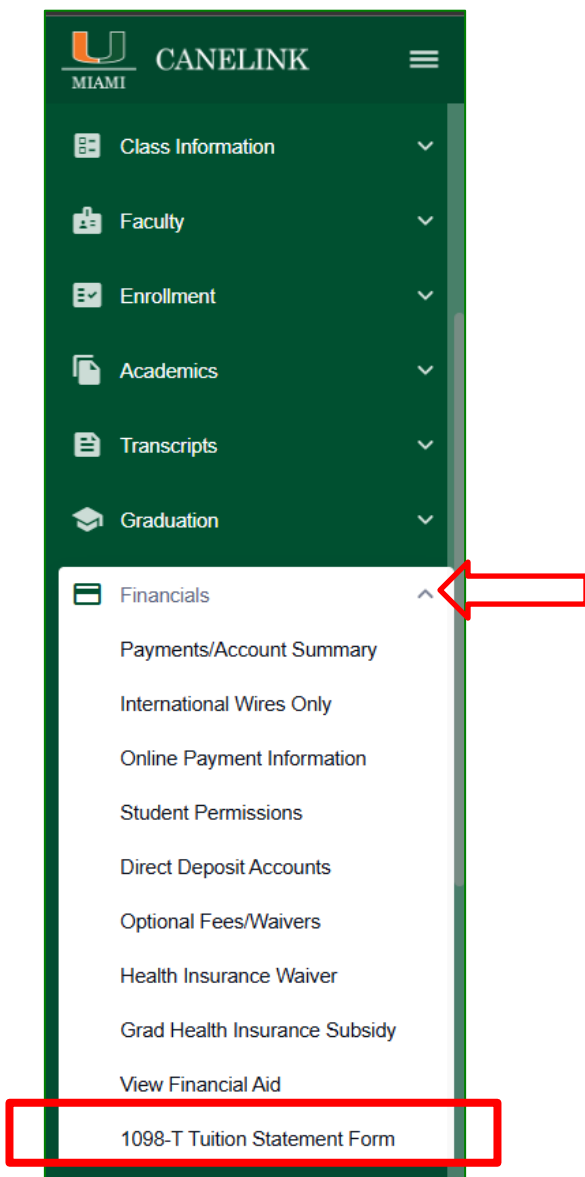 CANELINK
MIAMI
Class Information
Faculty
Enrollment
Academics
Transcripts
Graduation
Financials
Payments/Account Summary
International Wires Only
Online Payment Information
Student Permissions
Direct Deposit Accounts
Optional Fees/Waivers
Health Insurance Waiver
Grad Health Insurance Subsidy
View Financial Aid
1098-T Tuition Statement Form